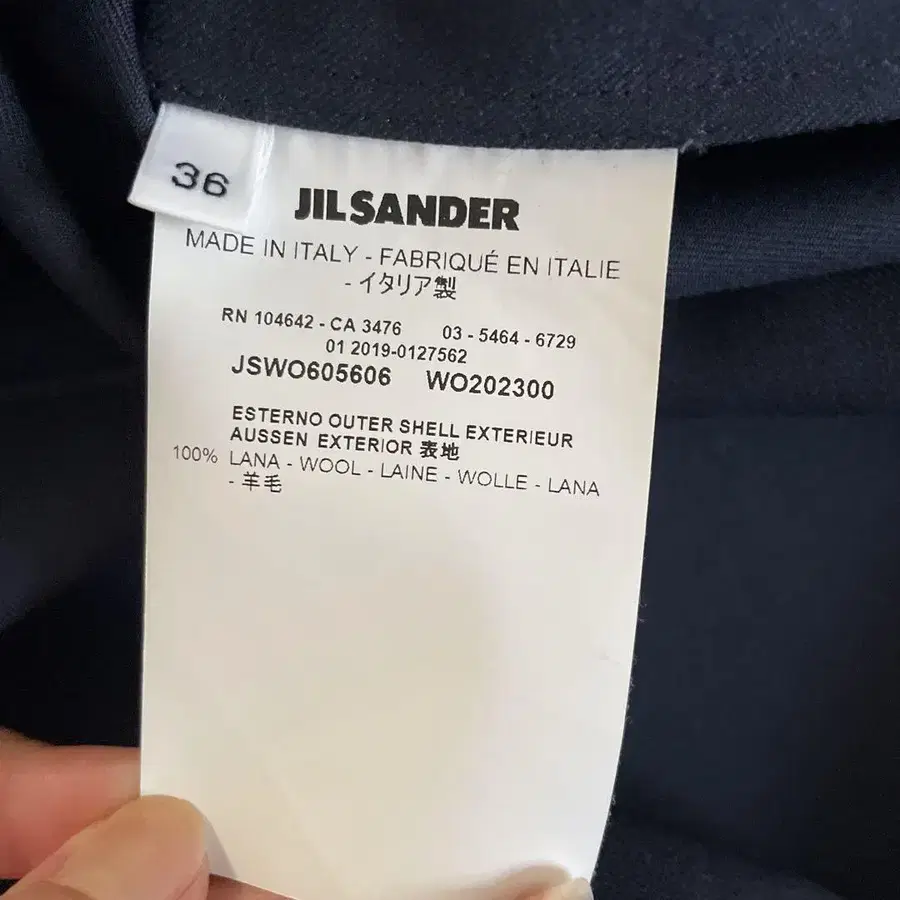 36
JIL SANDER
MADE IN ITALY - FABRIQUÉ EN ITALIE
- イタリア製
RN 104642 - CA 3476 03 - 5464 - 6729
01 2019-0127562
JSWO605606 WO202300
ESTERNO OUTER SHELL EXTERIEUR
AUSSEN EXTERIOR 表地
100% LANA - WOOL - LAINE - WOLLE - LANA
- 羊毛